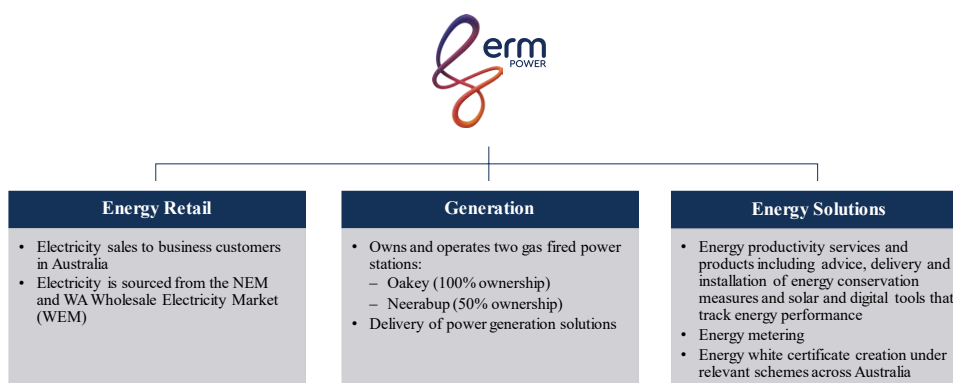 erm
POWER
Energy Retail
• Electricity sales to business customers
in Australia
• Electricity is sourced from the NEM
and WA Wholesale Electricity Market
(WEM)
Generation
• Owns and operates two gas fired power
stations:
– Oakey (100% ownership)
– Neerabup (50% ownership)
• Delivery of power generation solutions
Energy Solutions
• Energy productivity services and
products including advice, delivery and
installation of energy conservation
measures and solar and digital tools that
track energy performance
• Energy metering
• Energy white certificate creation under
relevant schemes across Australia